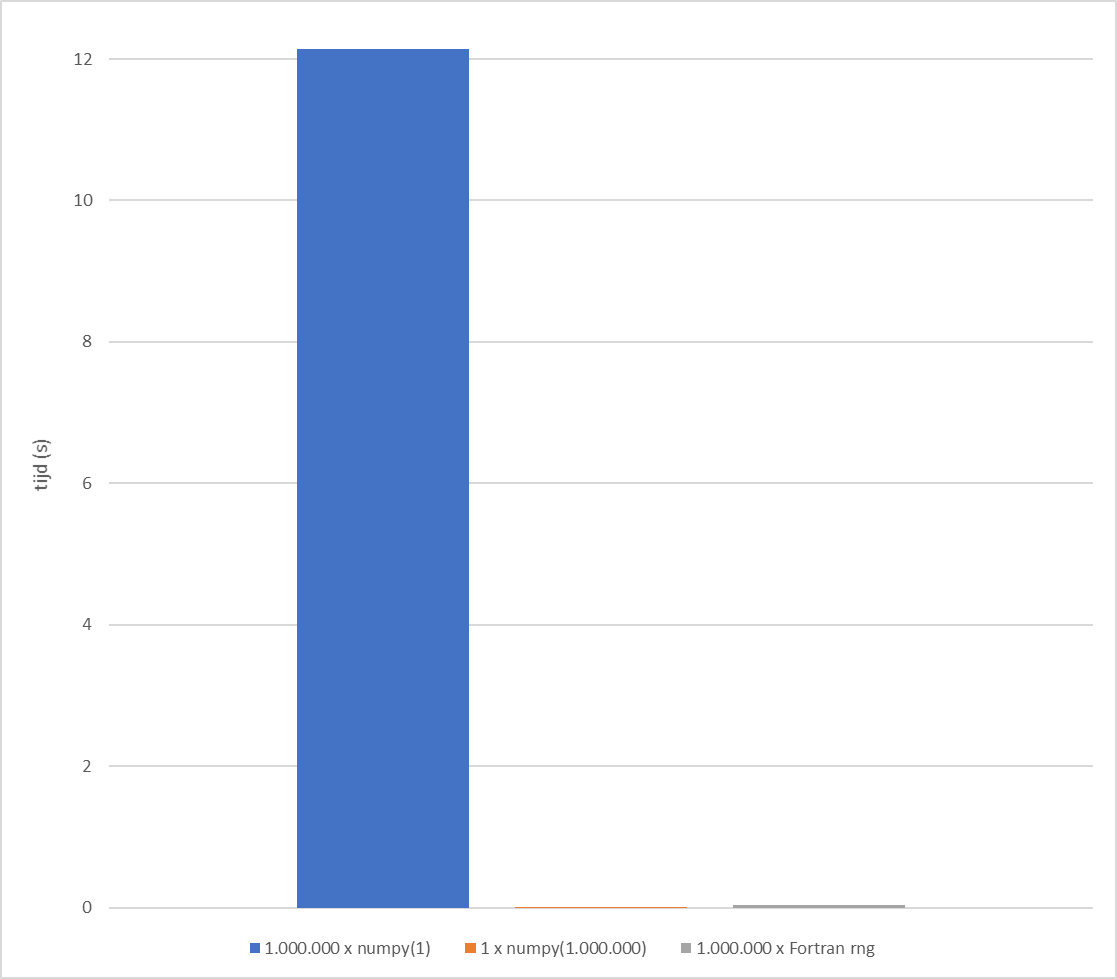 tijd (s)
12
10
8
6
4
2
0
1.000.000 x numpy(1)
1 x numpy(1.000.000)
1.000.000 x Fortran rng